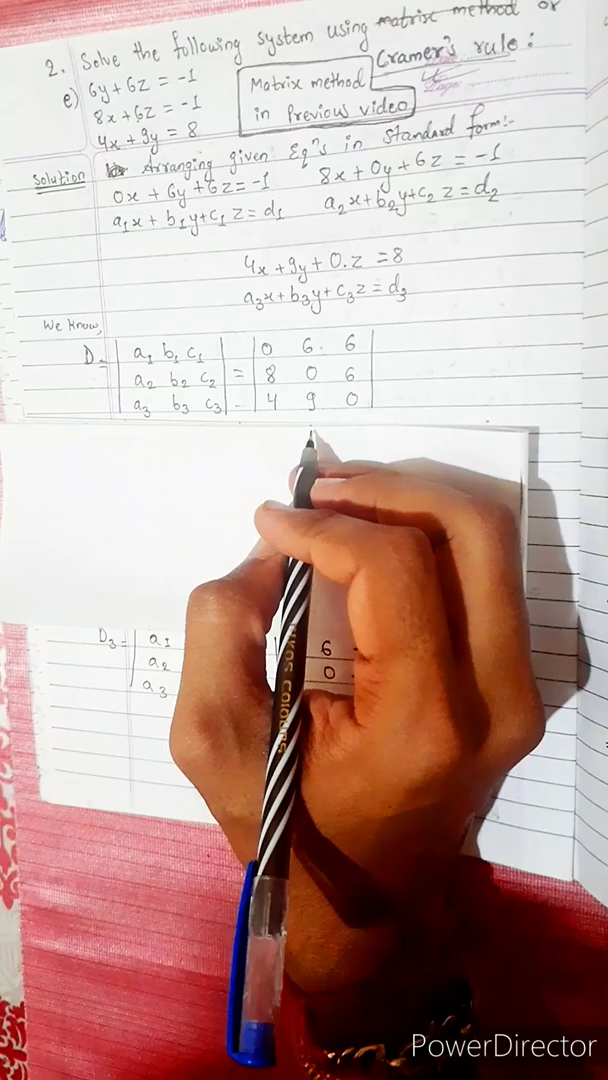 2. Solve the following system using matrix method or
Cramer's rule:
e) 6y+6z = -1
8x+6z = -1
4x+9y = 8
Matrix method
in Previous video
Solution Arranging given Eqⁿs in standard form:-
0x + 6y + 6z = -1 8x + 0y + 6z = -1
a₁x + b₁y + c₁z = d₁ a₂x + b₂y + c₂z = d₂
4x + 9y + 0.z = 8
a₃x + b₃y + c₃z = d₃
We know,
D = | a₁ b₁ c₁ | = | 0 6 6 |
| a₂ b₂ c₂ | | 8 0 6 |
| a₃ b₃ c₃ | | 4 9 0 |
D₃ = | a₁ 6
a₂ 0
a₃
PowerDirector